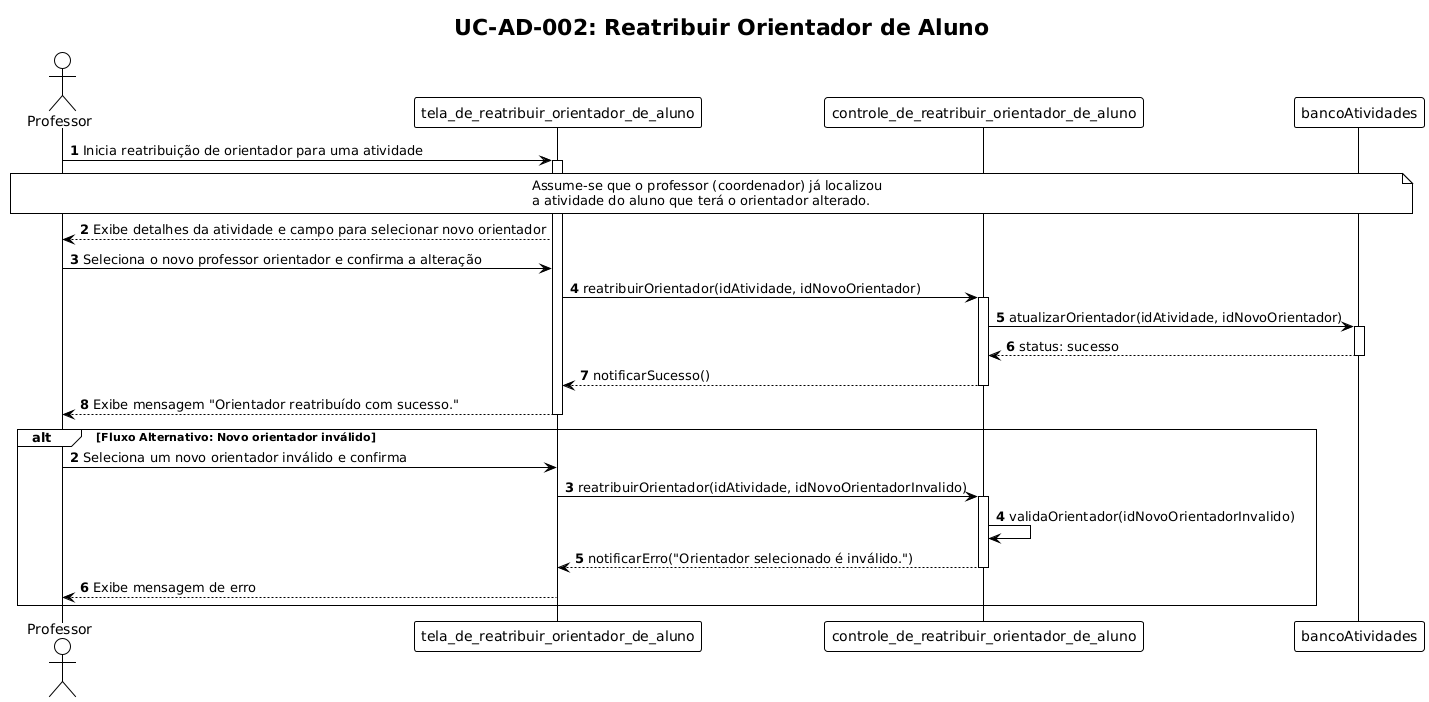 UC-AD-002: Reatribuir Orientador de Aluno
Professor
tela_de_reatribuir_orientador_de_aluno
controle_de_reatribuir_orientador_de_aluno
bancoAtividades
1 Inicia reatribuição de orientador para uma atividade
Assume-se que o professor (coordenador) já localizou
a atividade do aluno que terá o orientador alterado.
2 Exibe detalhes da atividade e campo para selecionar novo orientador
3 Seleciona o novo professor orientador e confirma a alteração
4 reatribuirOrientador(idAtividade, idNovoOrientador)
5 atualizarOrientador(idAtividade, idNovoOrientador)
6 status: sucesso
7 notificarSucesso()
8 Exibe mensagem "Orientador reatribuído com sucesso."
alt [Fluxo Alternativo: Novo orientador inválido]
2 Seleciona um novo orientador inválido e confirma
3 reatribuirOrientador(idAtividade, idNovoOrientadorInvalido)
4 validaOrientador(idNovoOrientadorInvalido)
5 notificarErro("Orientador selecionado é inválido.")
6 Exibe mensagem de erro
Professor
tela_de_reatribuir_orientador_de_aluno
controle_de_reatribuir_orientador_de_aluno
bancoAtividades